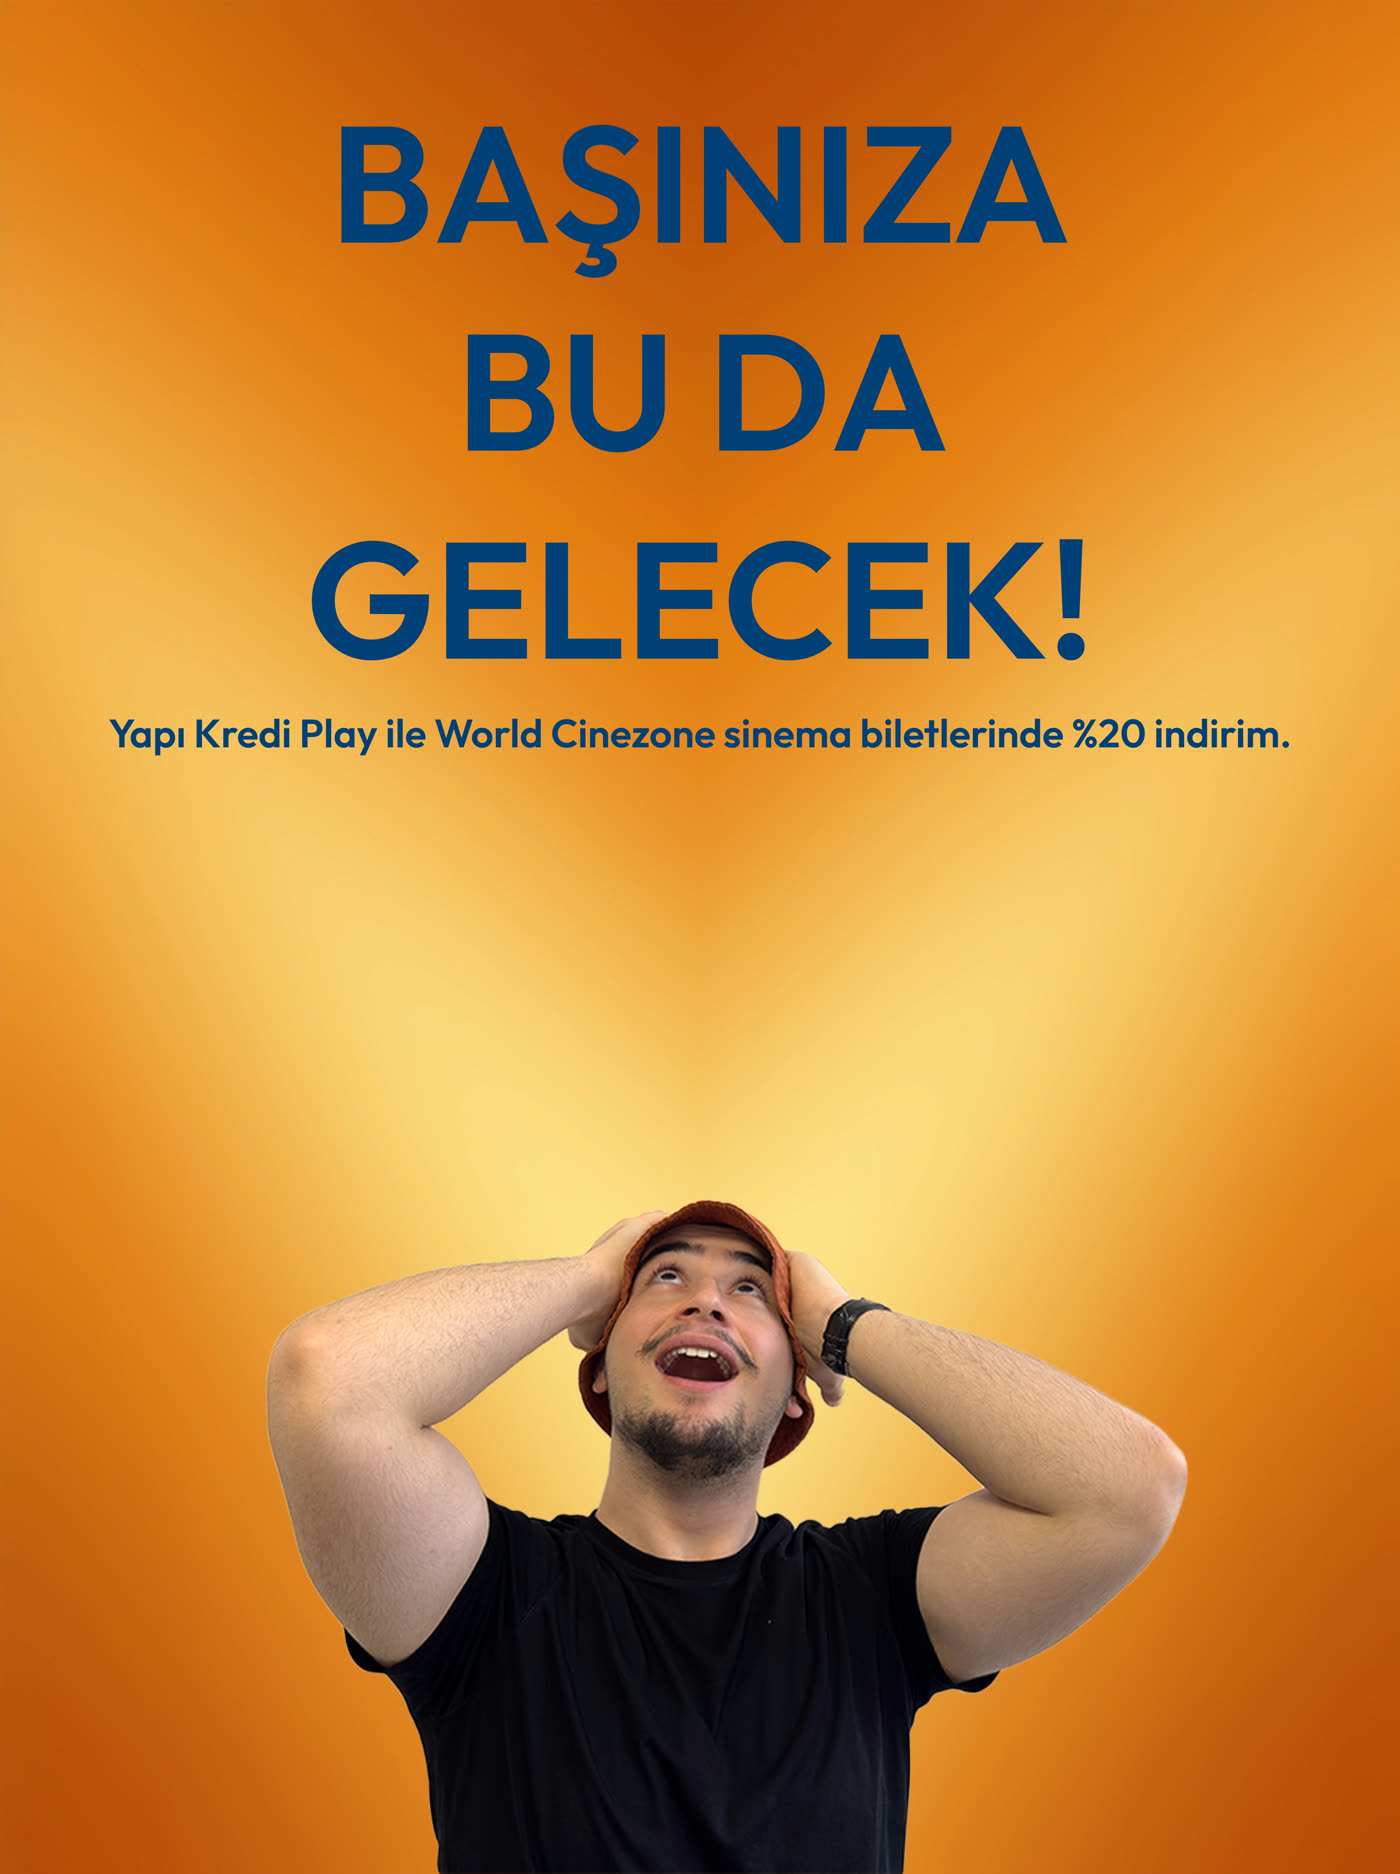 BAŞINIZA
BU DA
GELECEK!
Yapı Kredi Play ile World Cinezone sinema biletlerinde %20 indirim.